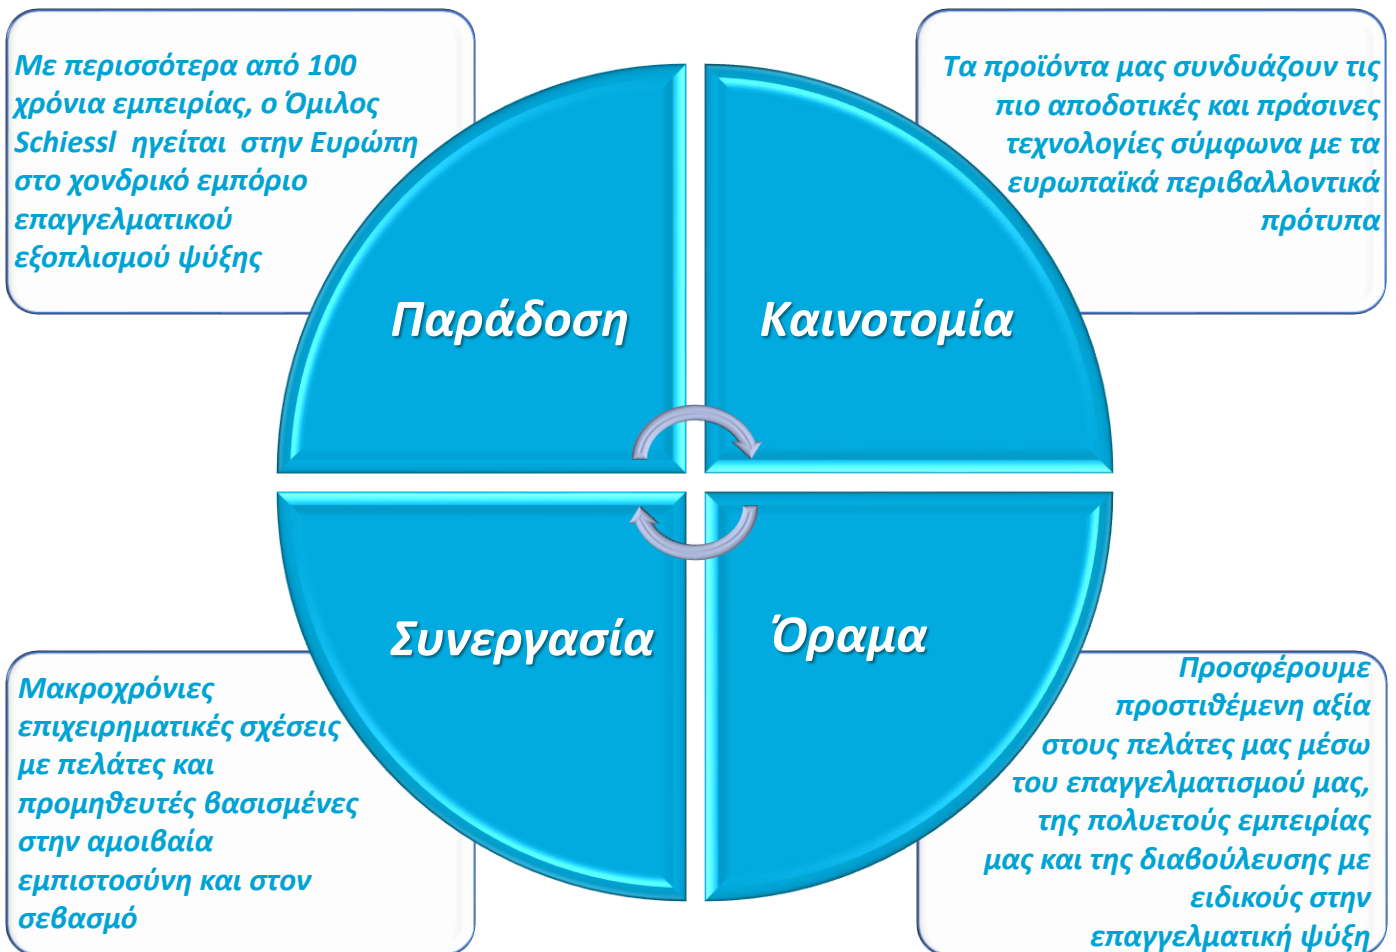 Με περισσότερα από 100
χρόνια εμπειρίας, ο Όμιλος
Schiessl ηγείται στην Ευρώπη
στο χονδρικό εμπόριο
επαγγελματικού
εξοπλισμού ψύξης
Τα προϊόντα μας συνδυάζουν τις
πιο αποδοτικές και πράσινες
τεχνολογίες σύμφωνα με τα
ευρωπαϊκά περιβαλλοντικά
πρότυπα
Παράδοση
Καινοτομία
Συνεργασία
Όραμα
Μακροχρόνιες
επιχειρηματικές σχέσεις
με πελάτες και
προμηθευτές βασισμένες
στην αμοιβαία
εμπιστοσύνη και στον
σεβασμό
Προσφέρουμε
προστιθέμενη αξία
στους πελάτες μας μέσω
του επαγγελματισμού μας,
της πολυετούς εμπειρίας
μας και της διαβούλευσης με
ειδικούς στην
επαγγελματική ψύξη